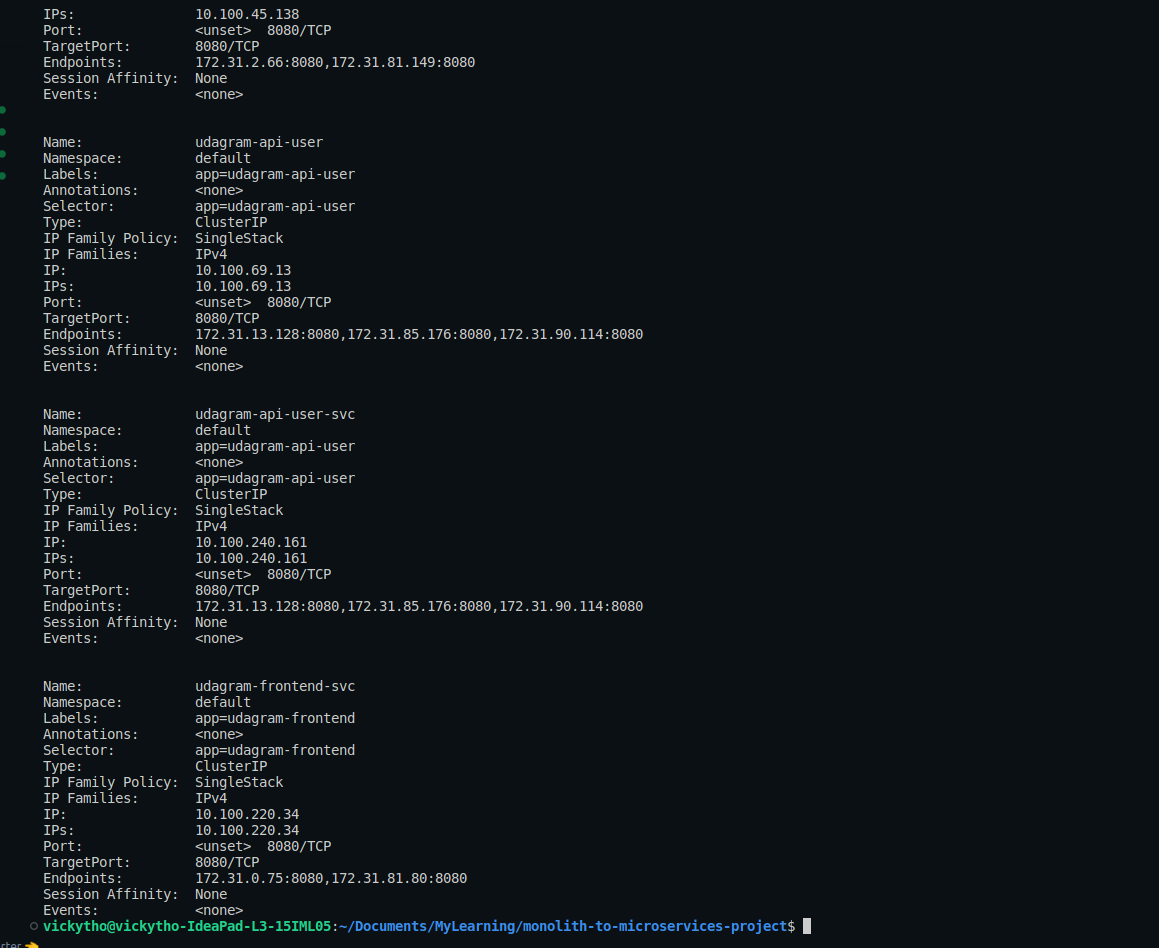 IPs:               10.100.45.138
Port:              <unset>  8080/TCP
TargetPort:        8080/TCP
Endpoints:         172.31.2.66:8080,172.31.81.149:8080
Session Affinity:  None
Events:            <none>
Name:              udagram-api-user
Namespace:         default
Labels:            app=udagram-api-user
Annotations:       <none>
Selector:          app=udagram-api-user
Type:              ClusterIP
IP Family Policy:  SingleStack
IP Families:       IPv4
IP:                10.100.69.13
IPs:               10.100.69.13
Port:              <unset>  8080/TCP
TargetPort:        8080/TCP
Endpoints:         172.31.13.128:8080,172.31.85.176:8080,172.31.90.114:8080
Session Affinity:  None
Events:            <none>
Name:              udagram-api-user-svc
Namespace:         default
Labels:            app=udagram-api-user
Annotations:       <none>
Selector:          app=udagram-api-user
Type:              ClusterIP
IP Family Policy:  SingleStack
IP Families:       IPv4
IP:                10.100.240.161
IPs:               10.100.240.161
Port:              <unset>  8080/TCP
TargetPort:        8080/TCP
Endpoints:         172.31.13.128:8080,172.31.85.176:8080,172.31.90.114:8080
Session Affinity:  None
Events:            <none>
Name:              udagram-frontend-svc
Namespace:         default
Labels:            app=udagram-frontend
Annotations:       <none>
Selector:          app=udagram-frontend
Type:              ClusterIP
IP Family Policy:  SingleStack
IP Families:       IPv4
IP:                10.100.220.34
IPs:               10.100.220.34
Port:              <unset>  8080/TCP
TargetPort:        8080/TCP
Endpoints:         172.31.0.75:8080,172.31.81.80:8080
Session Affinity:  None
Events:            <none>
vickytho@vickytho-IdeaPad-L3-15IML05:~/Documents/MyLearning/monolith-to-microservices-project$